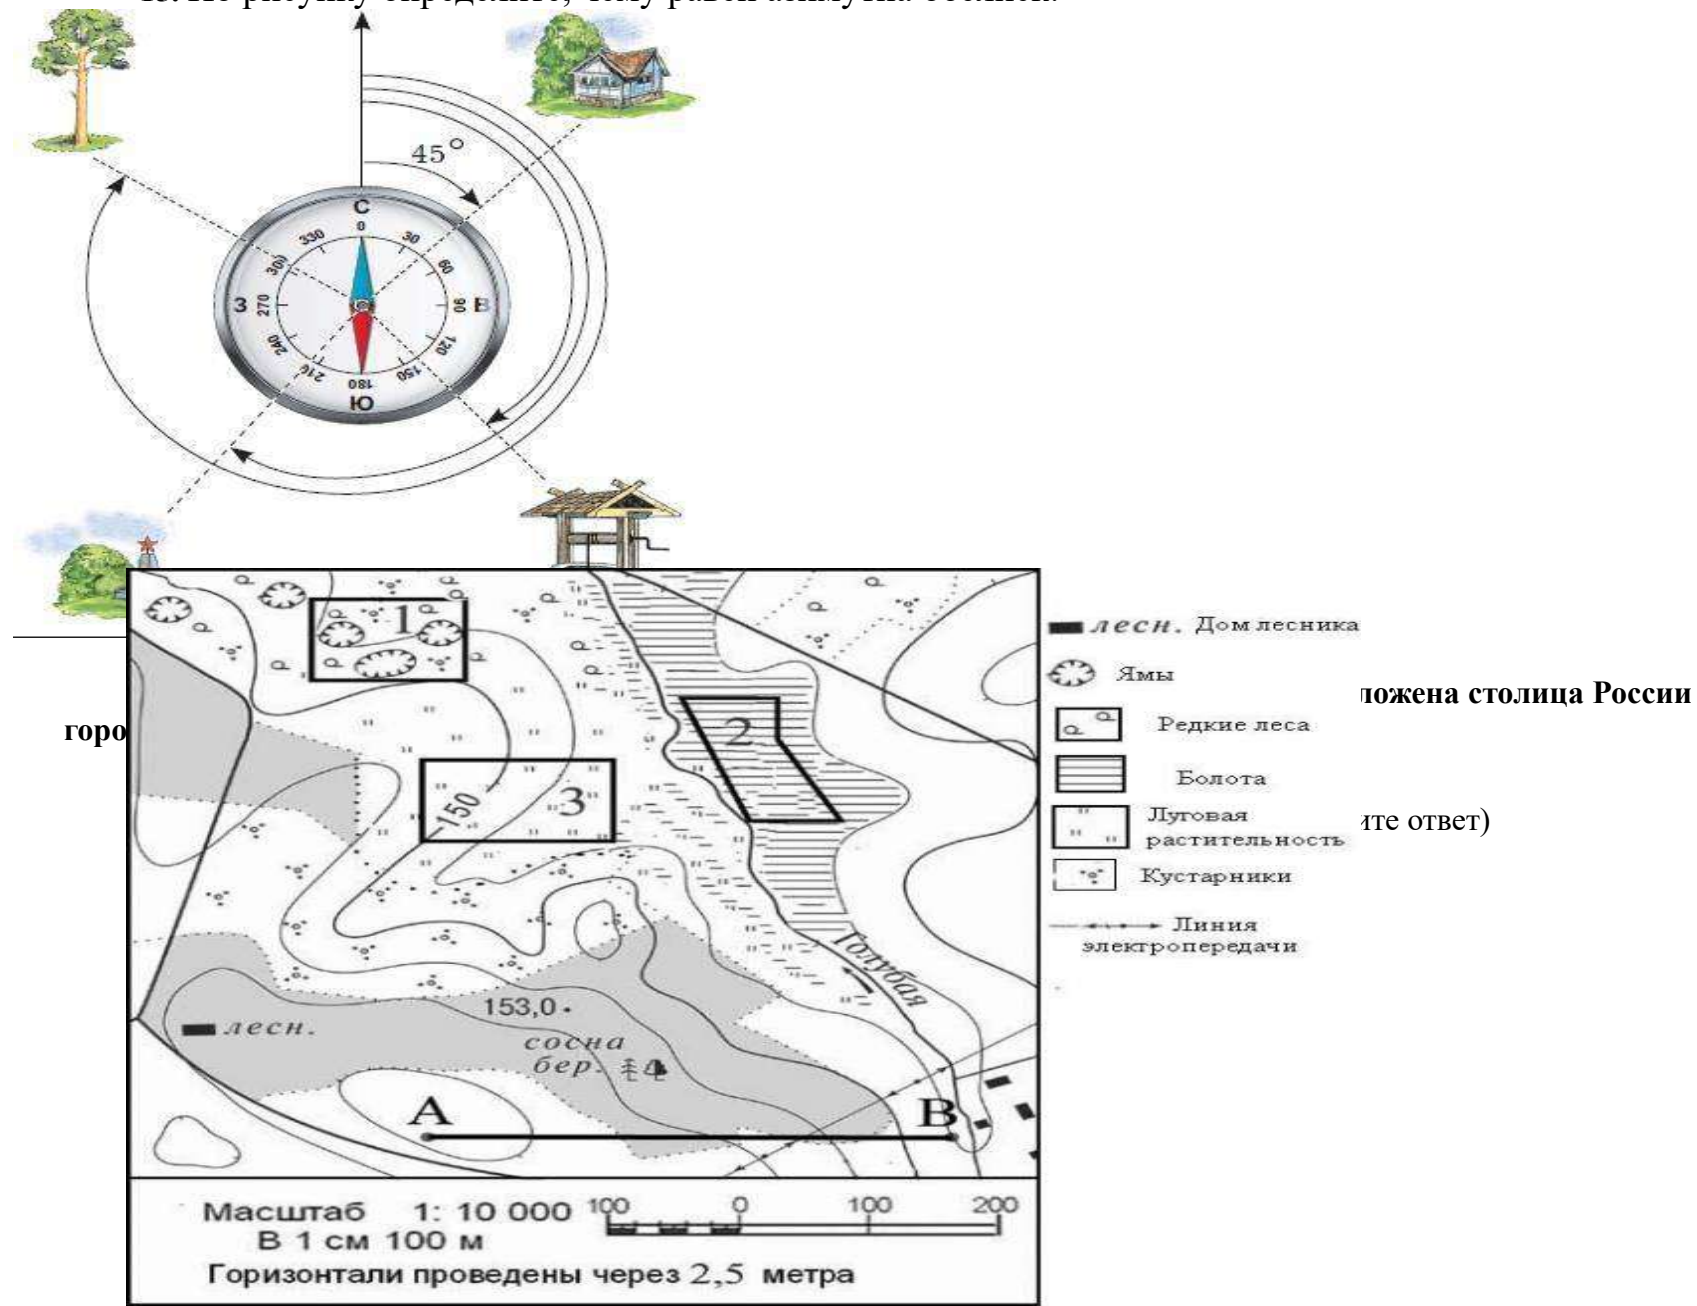 45°
С
0
30
60
90
В
120
150
180
Ю
210
240
270
З
300
330
ложена столица России
горо
ите ответ)
1
2
3
150
Голубая
153,0
лесн.
сосна
бер.
А
В
лесн. Дом лесника
Ямы
Редкие леса
Болота
Луговая
растительность
Кустарники
Линия
электропередачи
Масштаб 1: 10 000
В 1 см 100 м
100 0 100 200
Горизонтали проведены через 2,5 метра